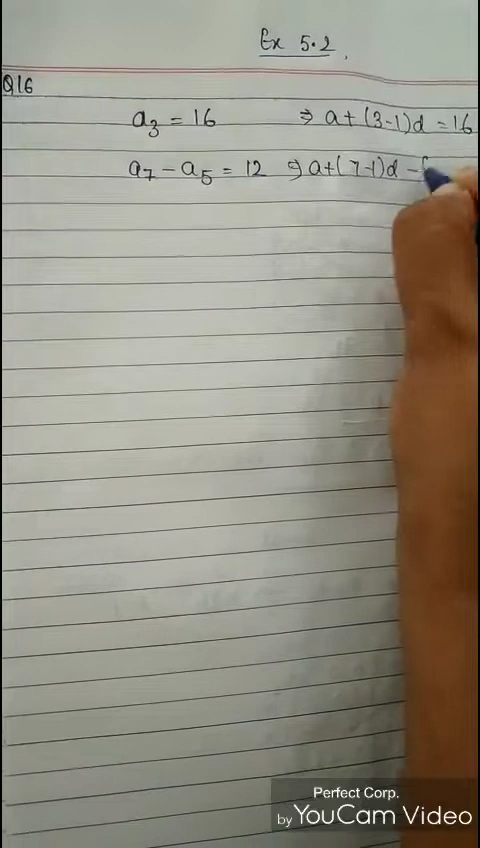 Ex 5.2.
Q16
a₃ = 16 ⇒ a+(3-1)d = 16
a₇ - a₅ = 12 ⇒ a+(7-1)d -
Perfect Corp.
by YouCam Video